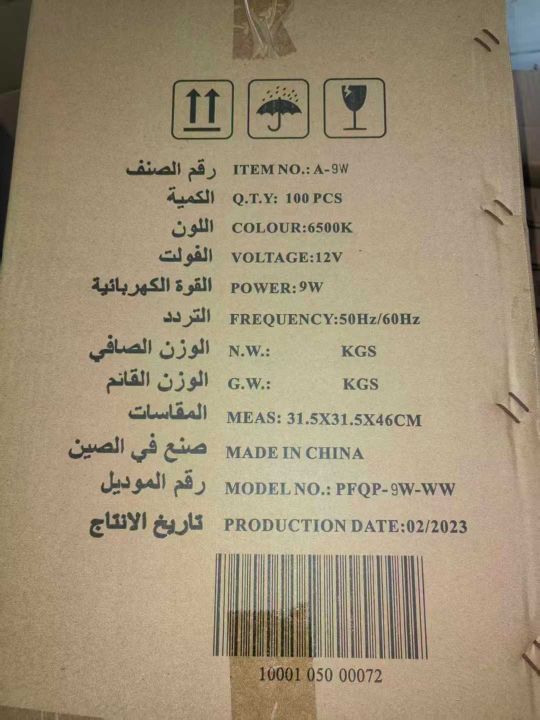 رقم الصنف ITEM NO.: A-9W
الكمية Q.T.Y: 100 PCS
اللون COLOUR:6500K
الفولت VOLTAGE:12V
القوة الكهربائية POWER:9W
التردد FREQUENCY:50Hz/60Hz
الوزن الصافي N.W.: KGS
الوزن القائم G.W.: KGS
المقاسات MEAS: 31.5X31.5X46CM
صنع في الصين MADE IN CHINA
رقم الموديل MODEL NO.: PFQP-9W-WW
تاريخ الانتاج PRODUCTION DATE:02/2023
10001 050 00072